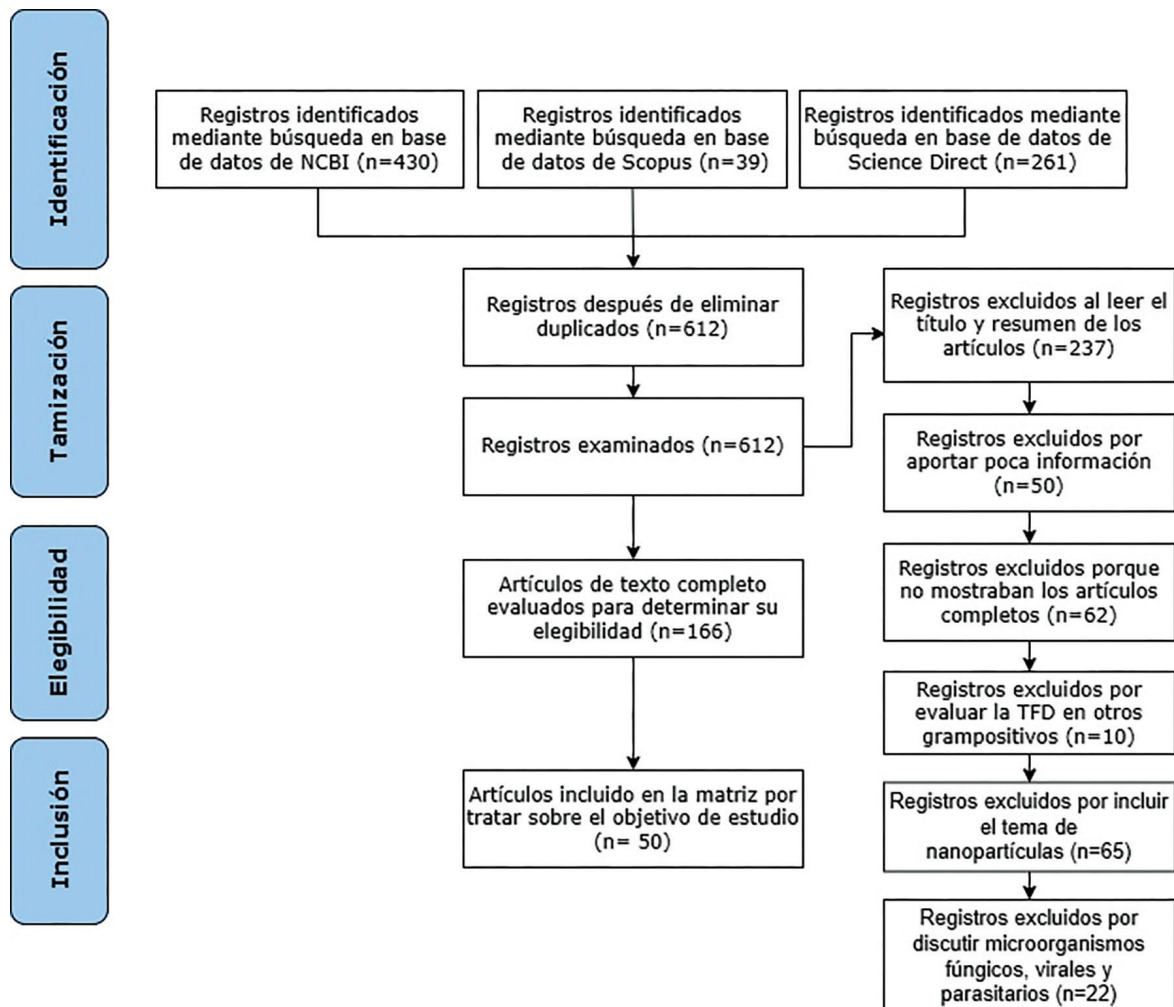 Identificación
Registros identificados
mediante búsqueda en base
de datos de NCBI (n=430)
Registros identificados
mediante búsqueda en base
de datos de Scopus (n=39)
Registros identificados mediante
búsqueda en base de datos de
Science Direct (n=261)
Tamización
Registros después de eliminar
duplicados (n=612)
Registros examinados (n=612)
Registros excluidos al leer el
título y resumen de los
artículos (n=237)
Registros excluidos por
aportar poca información
(n=50)
Elegibilidad
Artículos de texto completo
evaluados para determinar su
elegibilidad (n=166)
Registros excluidos porque
no mostraban los artículos
completos (n=62)
Registros excluidos por
evaluar la TFD en otros
grampositivos (n=10)
Inclusión
Artículos incluido en la matriz por
tratar sobre el objetivo de estudio
(n= 50)
Registros excluidos por incluir
el tema de
nanopartículas (n=65)
Registros excluidos por
discutir microorganismos
fúngicos, virales y
parasitarios (n=22)